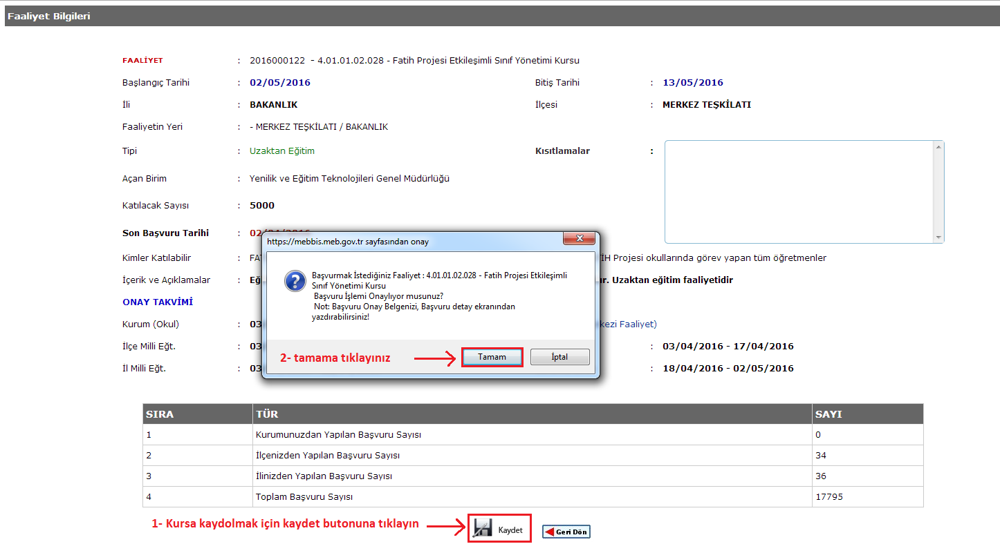 Faaliyet Bilgileri
FAALİYET : 2016000122 - 4.01.01.02.028 - Fatih Projesi Etkileşimli Sınıf Yönetimi Kursu
Başlangıç Tarihi : 02/05/2016 Bitiş Tarihi : 13/05/2016
İli : BAKANLIK İlçesi : MERKEZ TEŞKİLATI
Faaliyetin Yeri : - MERKEZ TEŞKİLATI / BAKANLIK
Tipi : Uzaktan Eğitim Kısıtlamalar :
Açan Birim : Yenilik ve Eğitim Teknolojileri Genel Müdürlüğü
Katılacak Sayısı : 5000
Son Başvuru Tarihi : 02/04/2016
https://mebbis.meb.gov.tr sayfasından onay
Kimler Katılabilir : FA İH Projesi okullarında görev yapan tüm öğretmenler
İçerik ve Açıklamalar : Eğ ur. Uzaktan eğitim faaliyetidir
Başvurmak İstediğiniz Faaliyet : 4.01.01.02.028 - Fatih Projesi Etkileşimli
Sınıf Yönetimi Kursu
Başvuru İşlemi Onaylıyor musunuz?
Not: Başvuru Onay Belgenizi, Başvuru detay ekranından
yazdırabilirsiniz!
ONAY TAKVİMİ
Kurum (Okul) : 03 kezi Faaliyet)
İlçe Milli Eğt. : 03 : 03/04/2016 - 17/04/2016
2- tamama tıklayınız Tamam İptal
İl Milli Eğt. : 03 : 18/04/2016 - 02/05/2016
SIRA TÜR SAYI
1 Kurumunuzdan Yapılan Başvuru Sayısı 0
2 İlçenizden Yapılan Başvuru Sayısı 34
3 İlinizden Yapılan Başvuru Sayısı 36
4 Toplam Başvuru Sayısı 17795
1- Kursa kaydolmak için kaydet butonuna tıklayın Kaydet Geri Dön